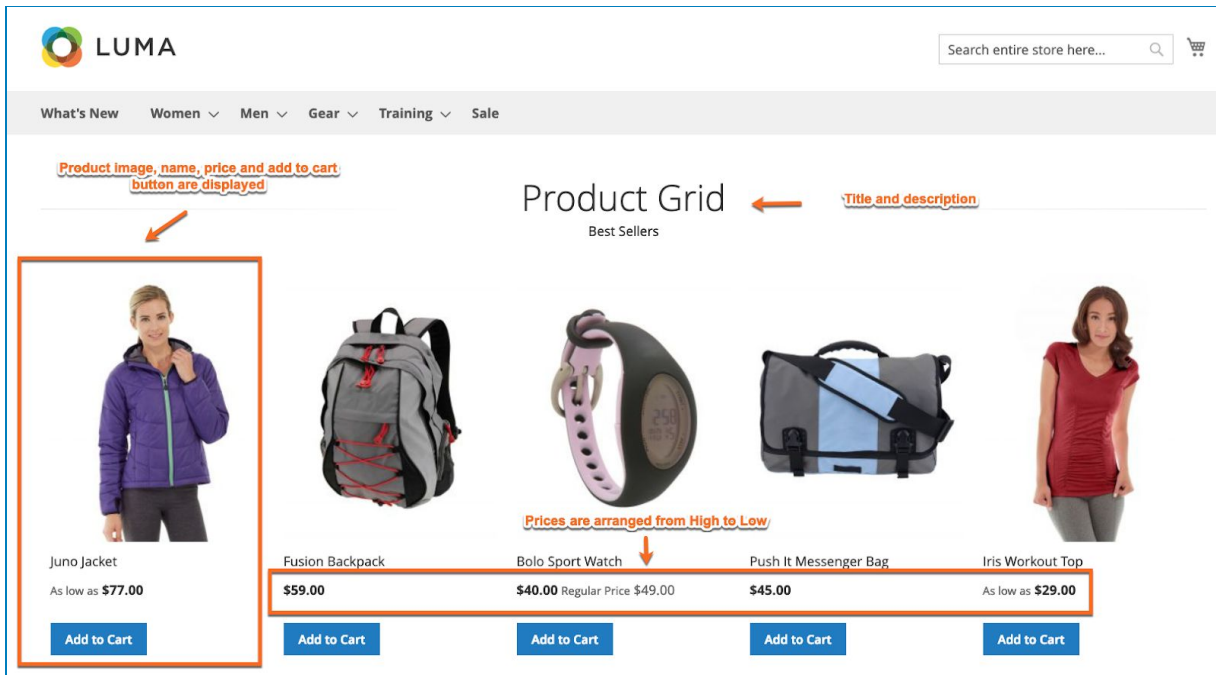 LUMA
Search entire store here...
What's New Women Men Gear Training Sale
Product image, name, price and add to cart
button are displayed
Product Grid
Title and description
Best Sellers
Prices are arranged from High to Low
Juno Jacket
As low as $77.00
Add to Cart
Fusion Backpack
$59.00
Add to Cart
Bolo Sport Watch
$40.00 Regular Price $49.00
Add to Cart
Push It Messenger Bag
$45.00
Add to Cart
Iris Workout Top
As low as $29.00
Add to Cart